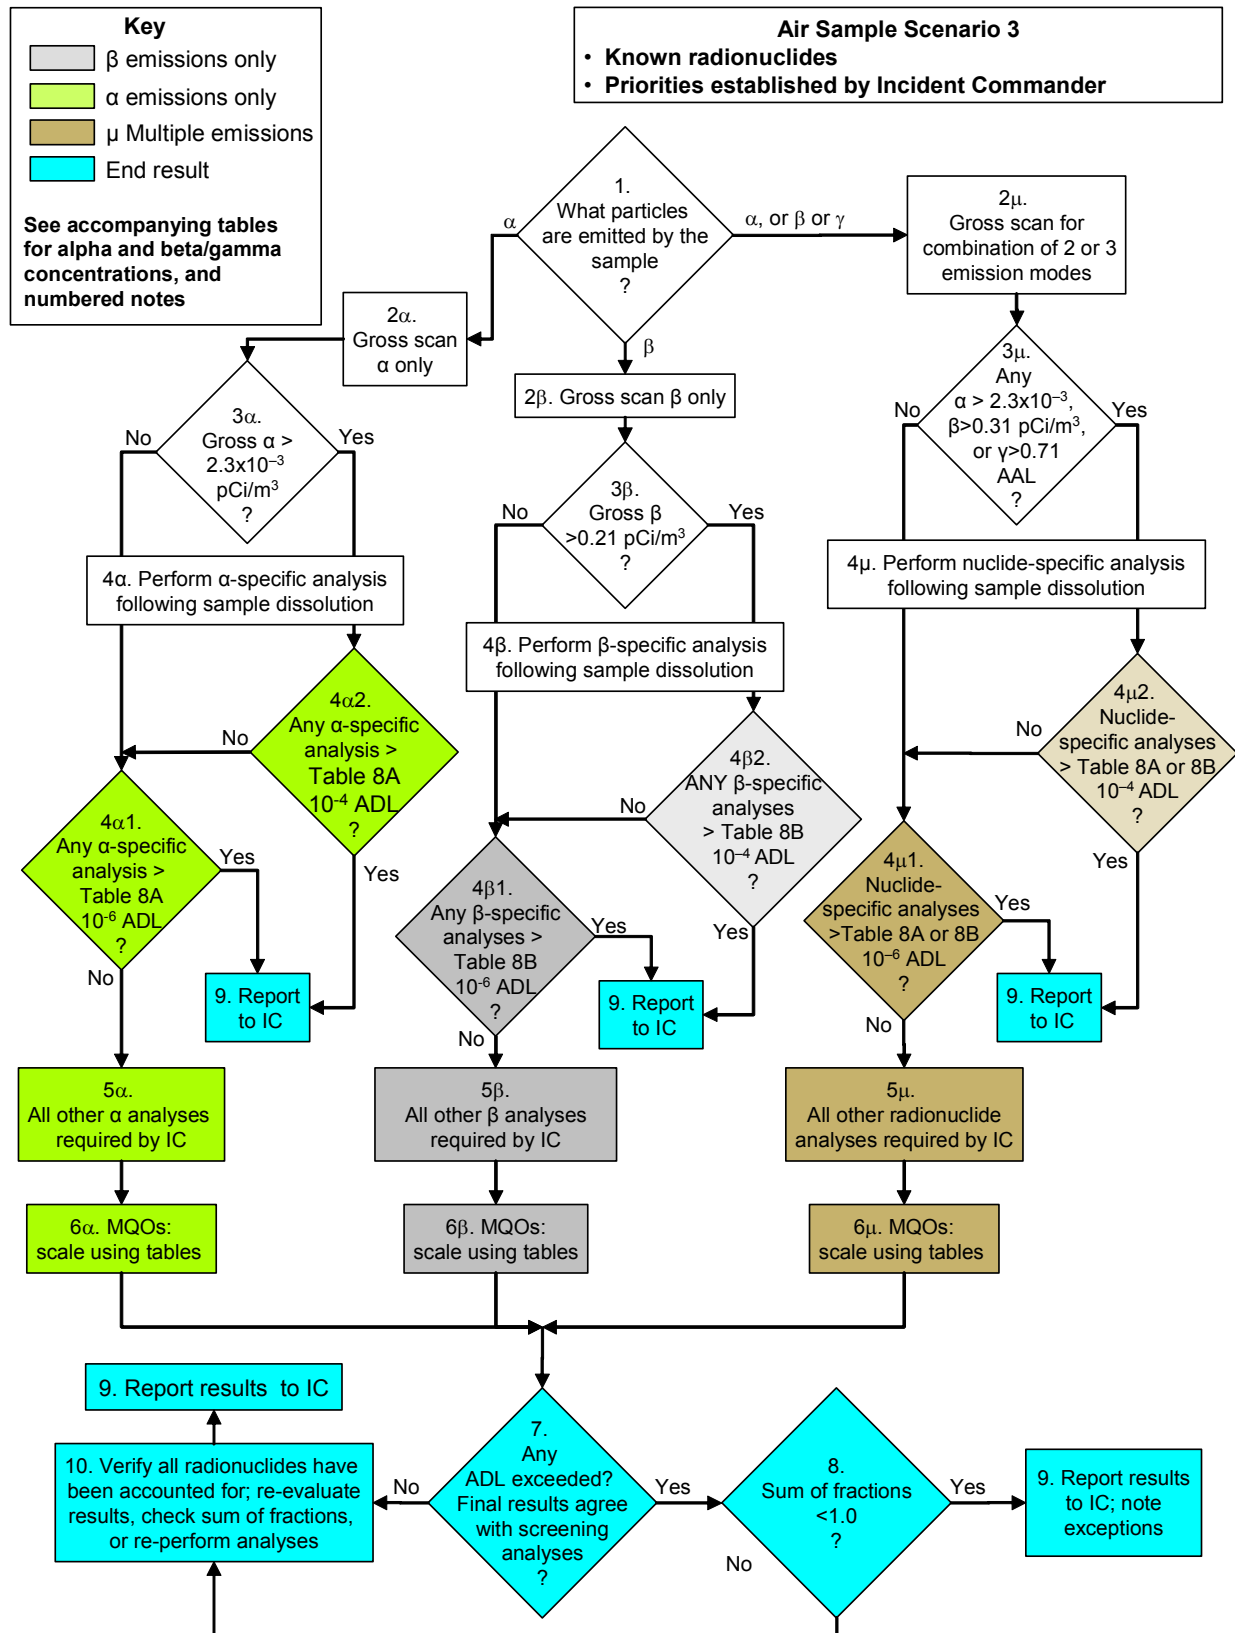 Key
β emissions only
α emissions only
μ Multiple emissions
End result
See accompanying tables
for alpha and beta/gamma
concentrations, and
numbered notes
Air Sample Scenario 3
• Known radionuclides
• Priorities established by Incident Commander
1.
What particles
are emitted by the
sample
?
α
α, or β or γ
β
2α.
Gross scan
α only
2β. Gross scan β only
2μ.
Gross scan for
combination of 2 or 3
emission modes
3α.
Gross α >
2.3x10⁻³
pCi/m³
?
No
Yes
3β.
Gross β
>0.21 pCi/m³
?
No
Yes
3μ.
Any
α > 2.3x10⁻³,
β>0.31 pCi/m³,
or γ>0.71
AAL
?
No
Yes
4α. Perform α-specific analysis
following sample dissolution
4β. Perform β-specific analysis
following sample dissolution
4μ. Perform nuclide-specific analysis
following sample dissolution
4α2.
Any α-specific
analysis >
Table 8A
10⁻⁴ ADL
?
No
Yes
4β2.
ANY β-specific
analyses
> Table 8B
10⁻⁴ ADL
?
No
Yes
4μ2.
Nuclide-
specific analyses
> Table 8A or 8B
10⁻⁴ ADL
?
No
Yes
4α1.
Any α-specific
analysis >
Table 8A
10⁻⁶ ADL
?
Yes
No
4β1.
Any β-specific
analyses >
Table 8B
10⁻⁶ ADL
?
Yes
No
4μ1.
Nuclide-
specific analyses
>Table 8A or 8B
10⁻⁶ ADL
?
Yes
No
9. Report
to IC
9. Report
to IC
9. Report
to IC
5α.
All other α analyses
required by IC
5β.
All other β analyses
required by IC
5μ.
All other radionuclide
analyses required by IC
6α. MQOs:
scale using tables
6β. MQOs:
scale using tables
6μ. MQOs:
scale using tables
9. Report results to IC
10. Verify all radionuclides have
been accounted for; re-evaluate
results, check sum of fractions,
or re-perform analyses
No
7.
Any
ADL exceeded?
Final results agree
with screening
analyses
?
Yes
8.
Sum of fractions
<1.0
?
Yes
No
9. Report results
to IC; note
exceptions